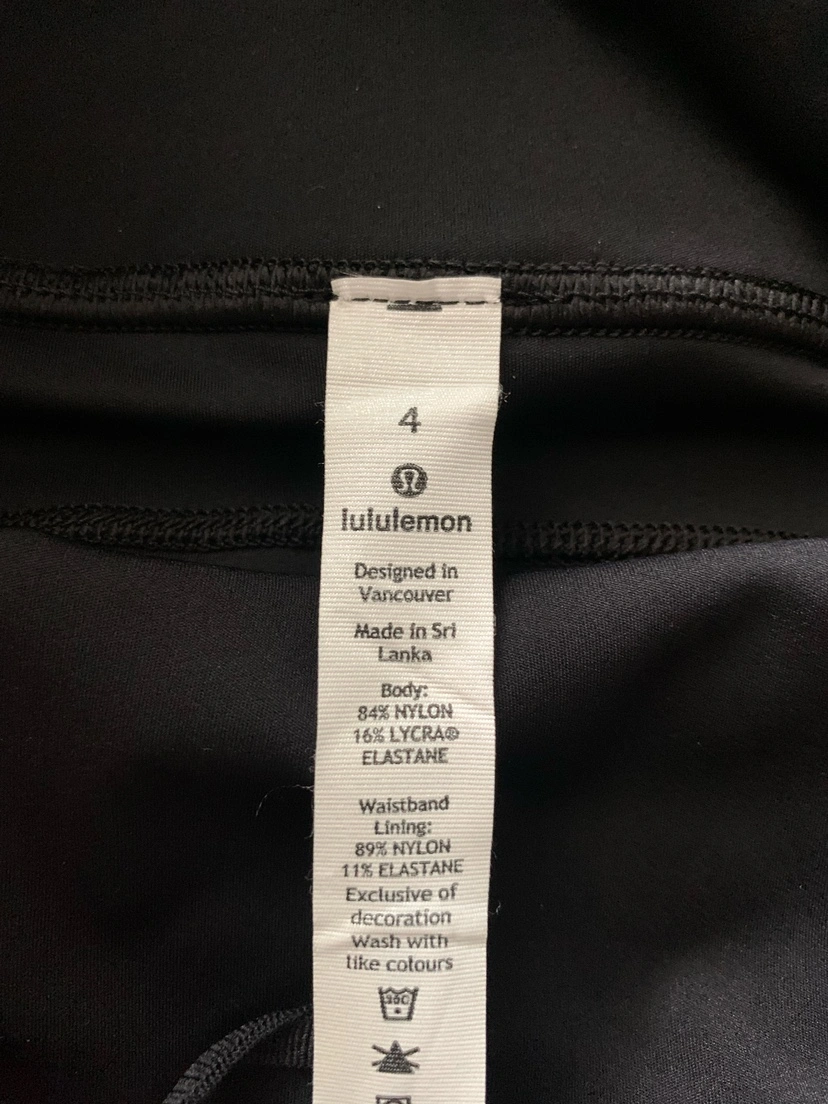 4
lululemon
Designed in
Vancouver
Made in Sri
Lanka
Body:
84% NYLON
16% LYCRA®
ELASTANE
Waistband
Lining:
89% NYLON
11% ELASTANE
Exclusive of
decoration
Wash with
like colours
30C